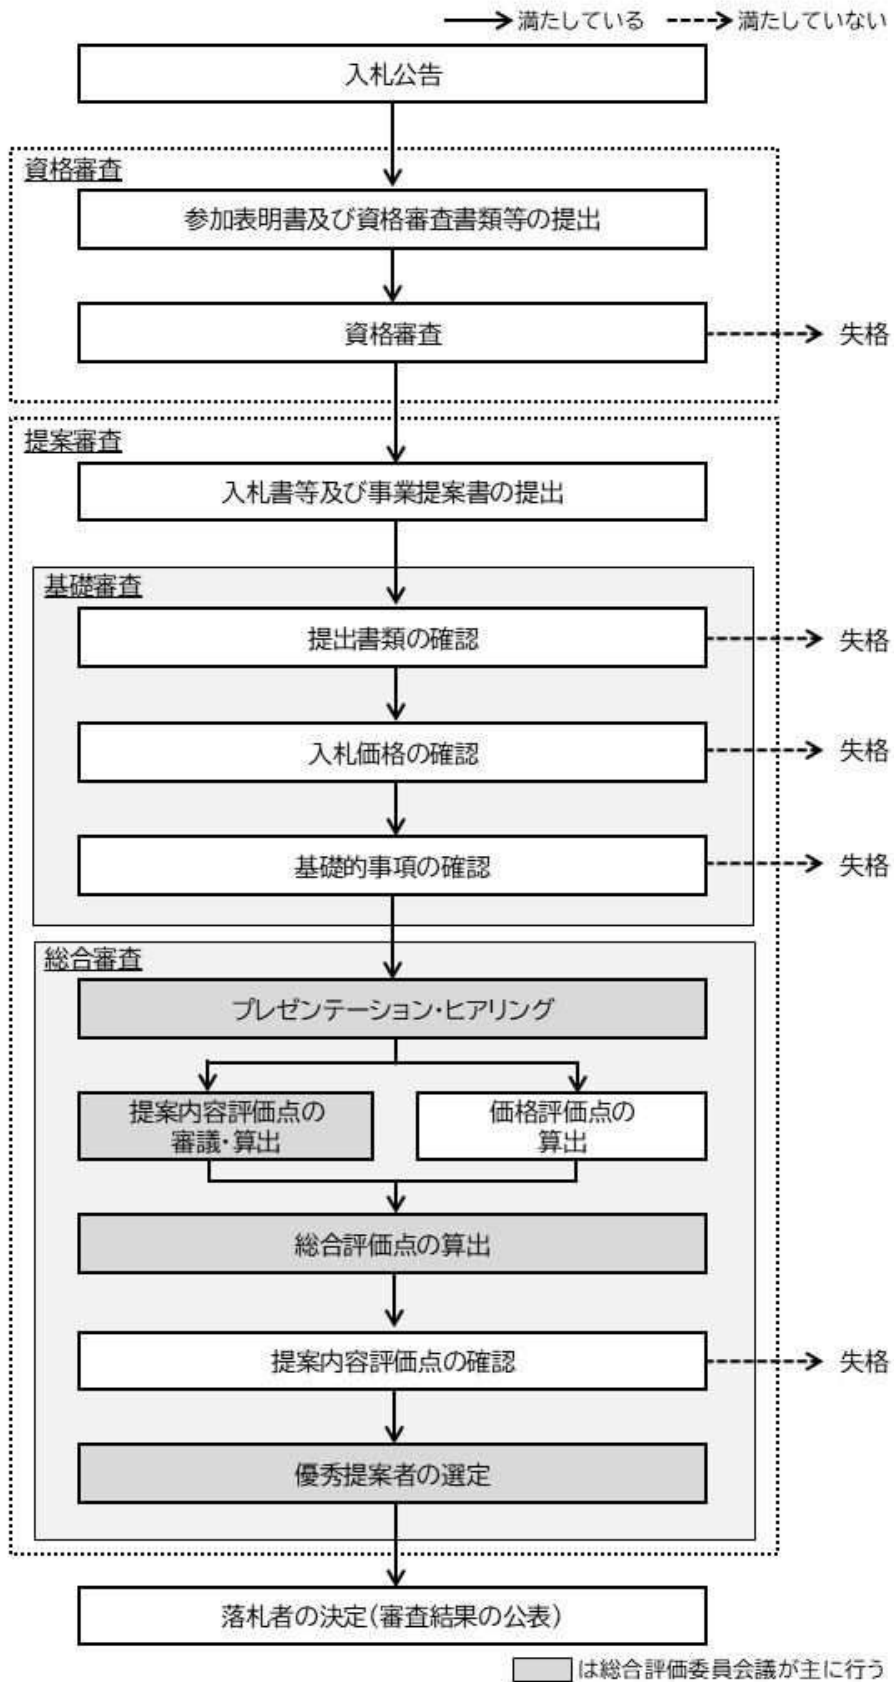 満たしている 満たしていない
入札公告
資格審査
参加表明書及び資格審査書類等の提出
資格審査
失格
提案審査
入札書等及び事業提案書の提出
基礎審査
提出書類の確認
失格
入札価格の確認
失格
基礎的事項の確認
失格
総合審査
プレゼンテーション・ヒアリング
提案内容評価点の
審議・算出
価格評価点の
算出
総合評価点の算出
提案内容評価点の確認
失格
優秀提案者の選定
落札者の決定(審査結果の公表)
は総合評価委員会議が主に行う